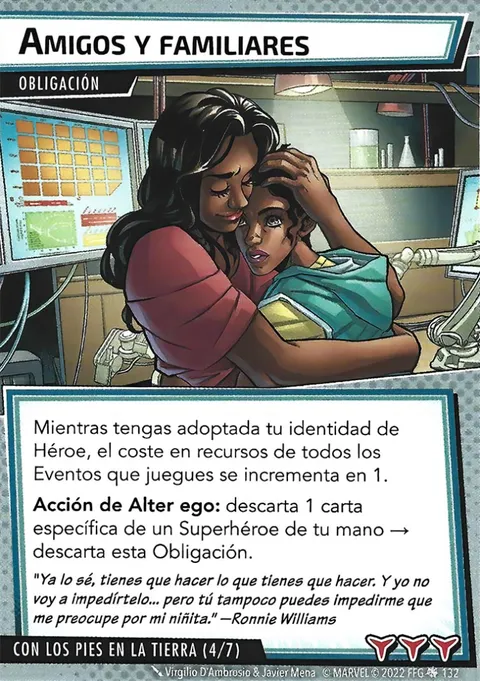 AMIGOS Y FAMILIARES
OBLIGACIÓN
Mientras tengas adoptada tu identidad de
Héroe, el coste en recursos de todos los
Eventos que juegues se incrementa en 1.
Acción de Alter ego: descarta 1 carta
específica de un Superhéroe de tu mano →
descarta esta Obligación.
"Ya lo sé, tienes que hacer lo que tienes que hacer. Y yo no
voy a impedírtelo... pero tú tampoco puedes impedirme que
me preocupe por mi niñita." —Ronnie Williams
CON LOS PIES EN LA TIERRA (4/7)
Virgilio D'Ambrosio & Javier Mena © MARVEL © 2022 FFG 132